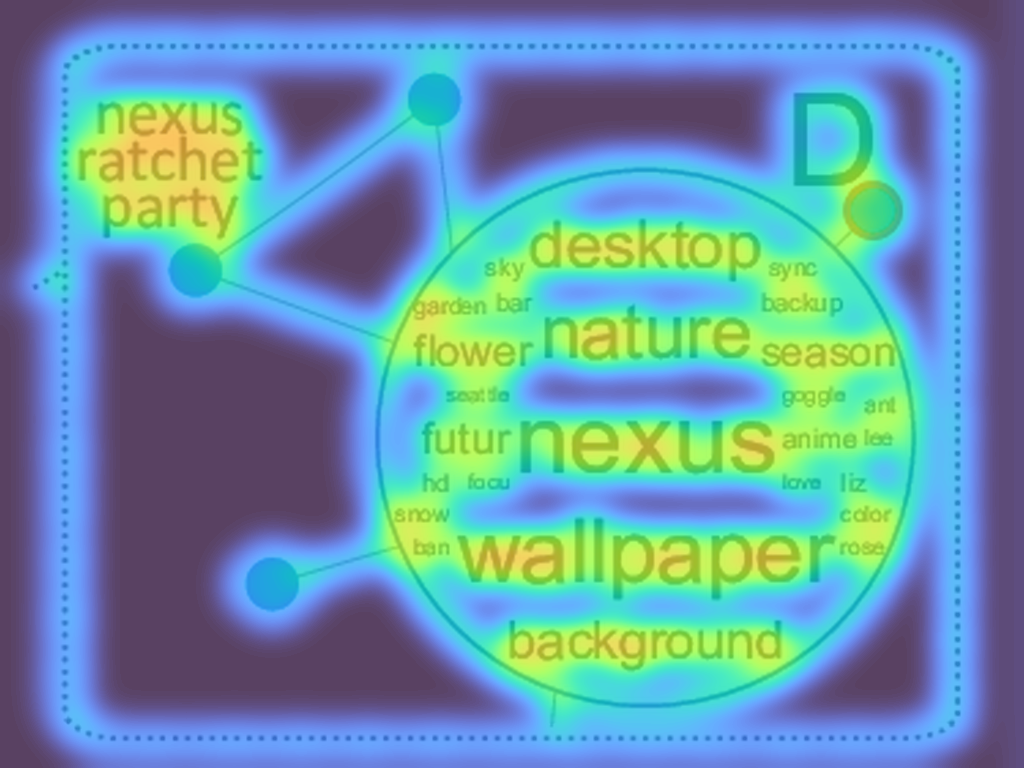 nexus
ratchet
party
D
desktop
sky
sync
garden bar
backup
nature
flower
season
seattle
goggle
ant
futur nexus anime lee
hd focu
love liz
snow
color
ban wallpaper rose
background